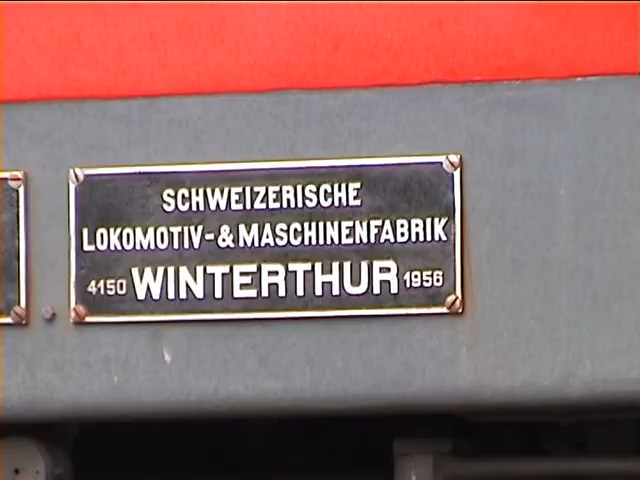 SCHWEIZERISCHE
LOKOMOTIV-&MASCHINENFABRIK
4150 WINTERTHUR 1956